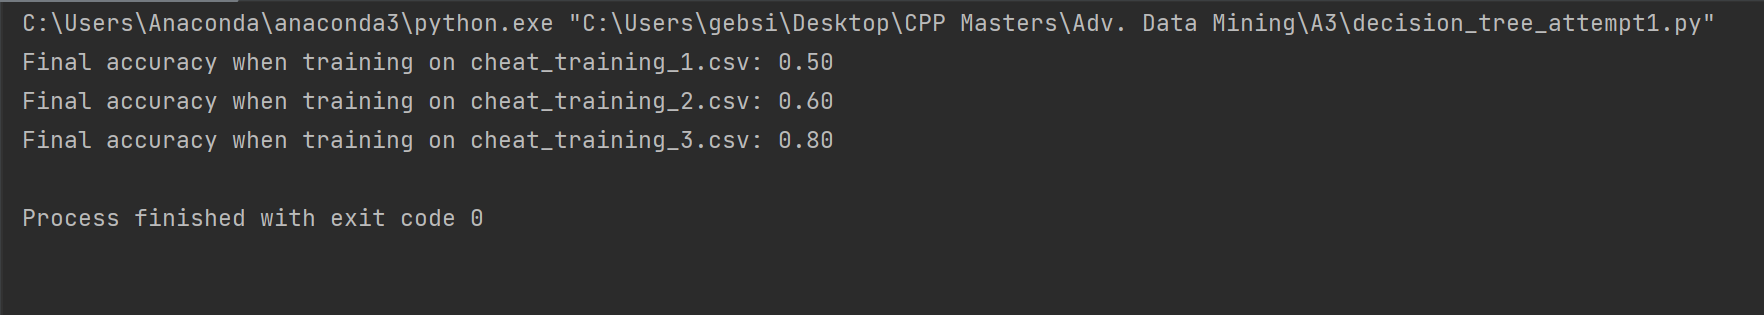 C:\Users\Anaconda\anaconda3\python.exe "C:\Users\gebsi\Desktop\CPP Masters\Adv. Data Mining\A3\decision_tree_attempt1.py"
Final accuracy when training on cheat_training_1.csv: 0.50
Final accuracy when training on cheat_training_2.csv: 0.60
Final accuracy when training on cheat_training_3.csv: 0.80
Process finished with exit code 0